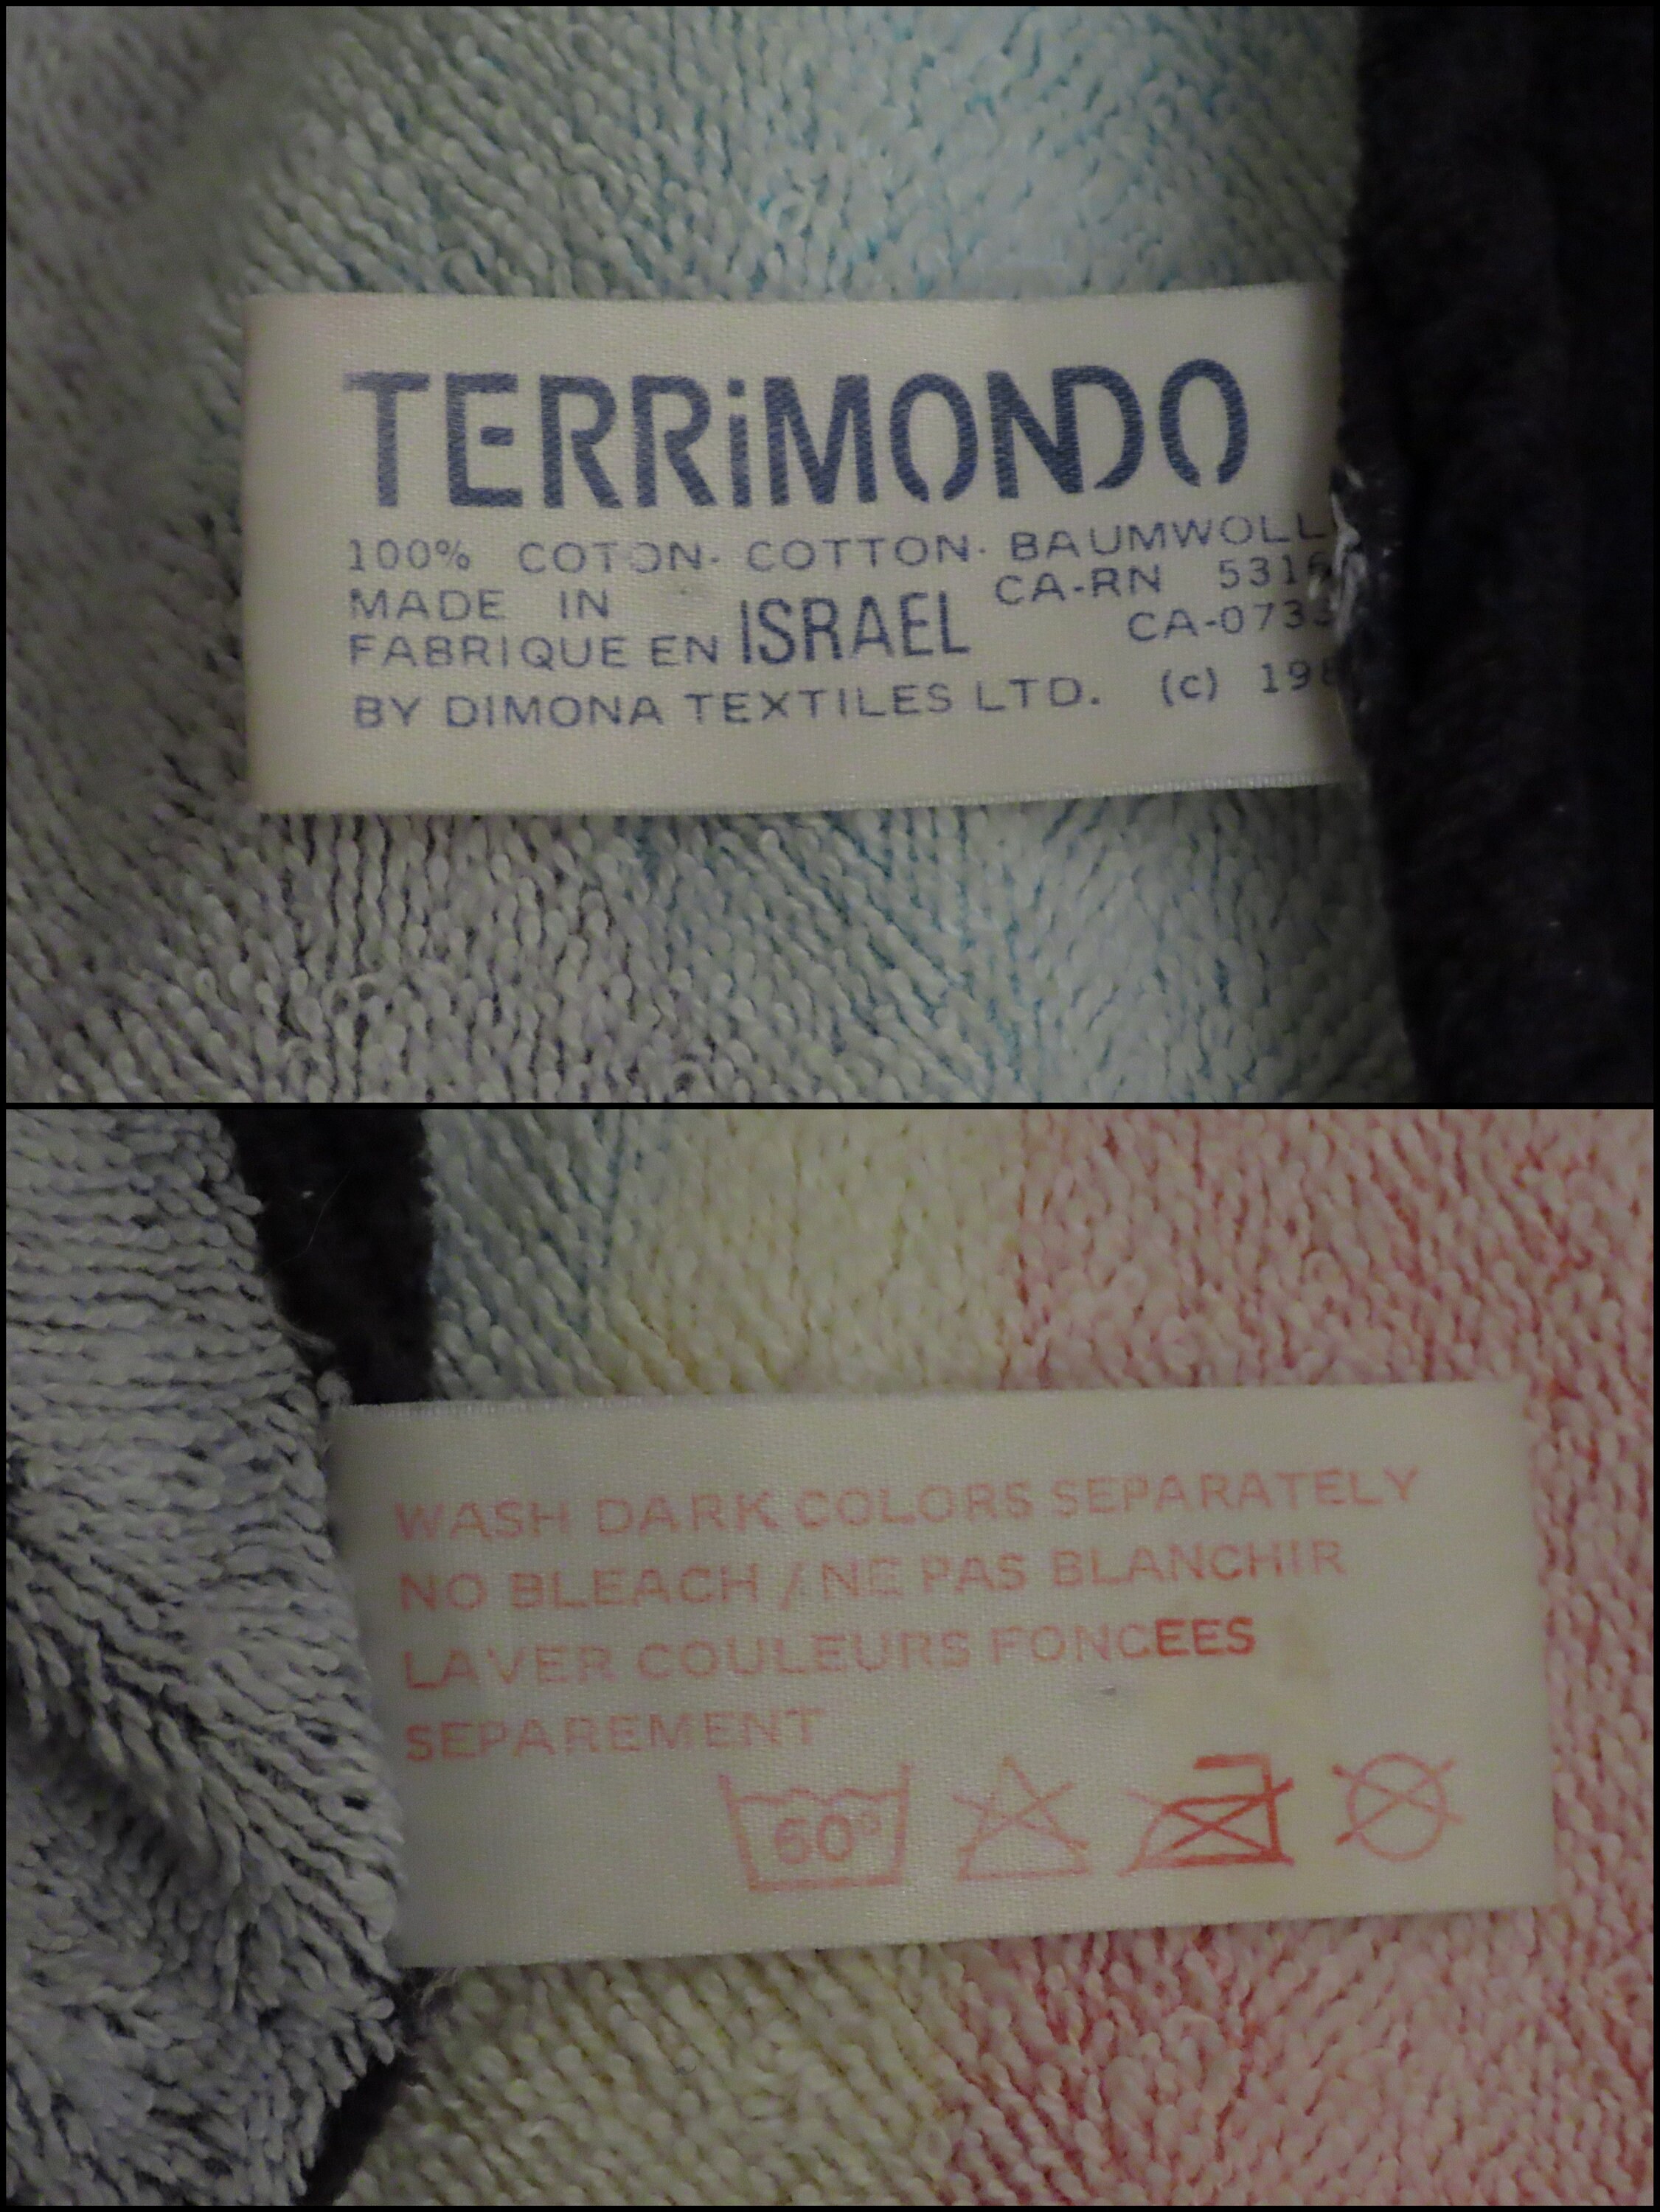 TERRiMONDO
100% COTON· COTTON· BAUMWOLL
MADE IN
FABRIQUE EN ISRAEL
CA-RN 531
CA-073
BY DIMONA TEXTILES LTD. (c) 19
WASH DARK COLORS SEPARATELY
NO BLEACH / NE PAS BLANCHIR
LAVER COULEURS FONCEES
SEPAREMENT
60°